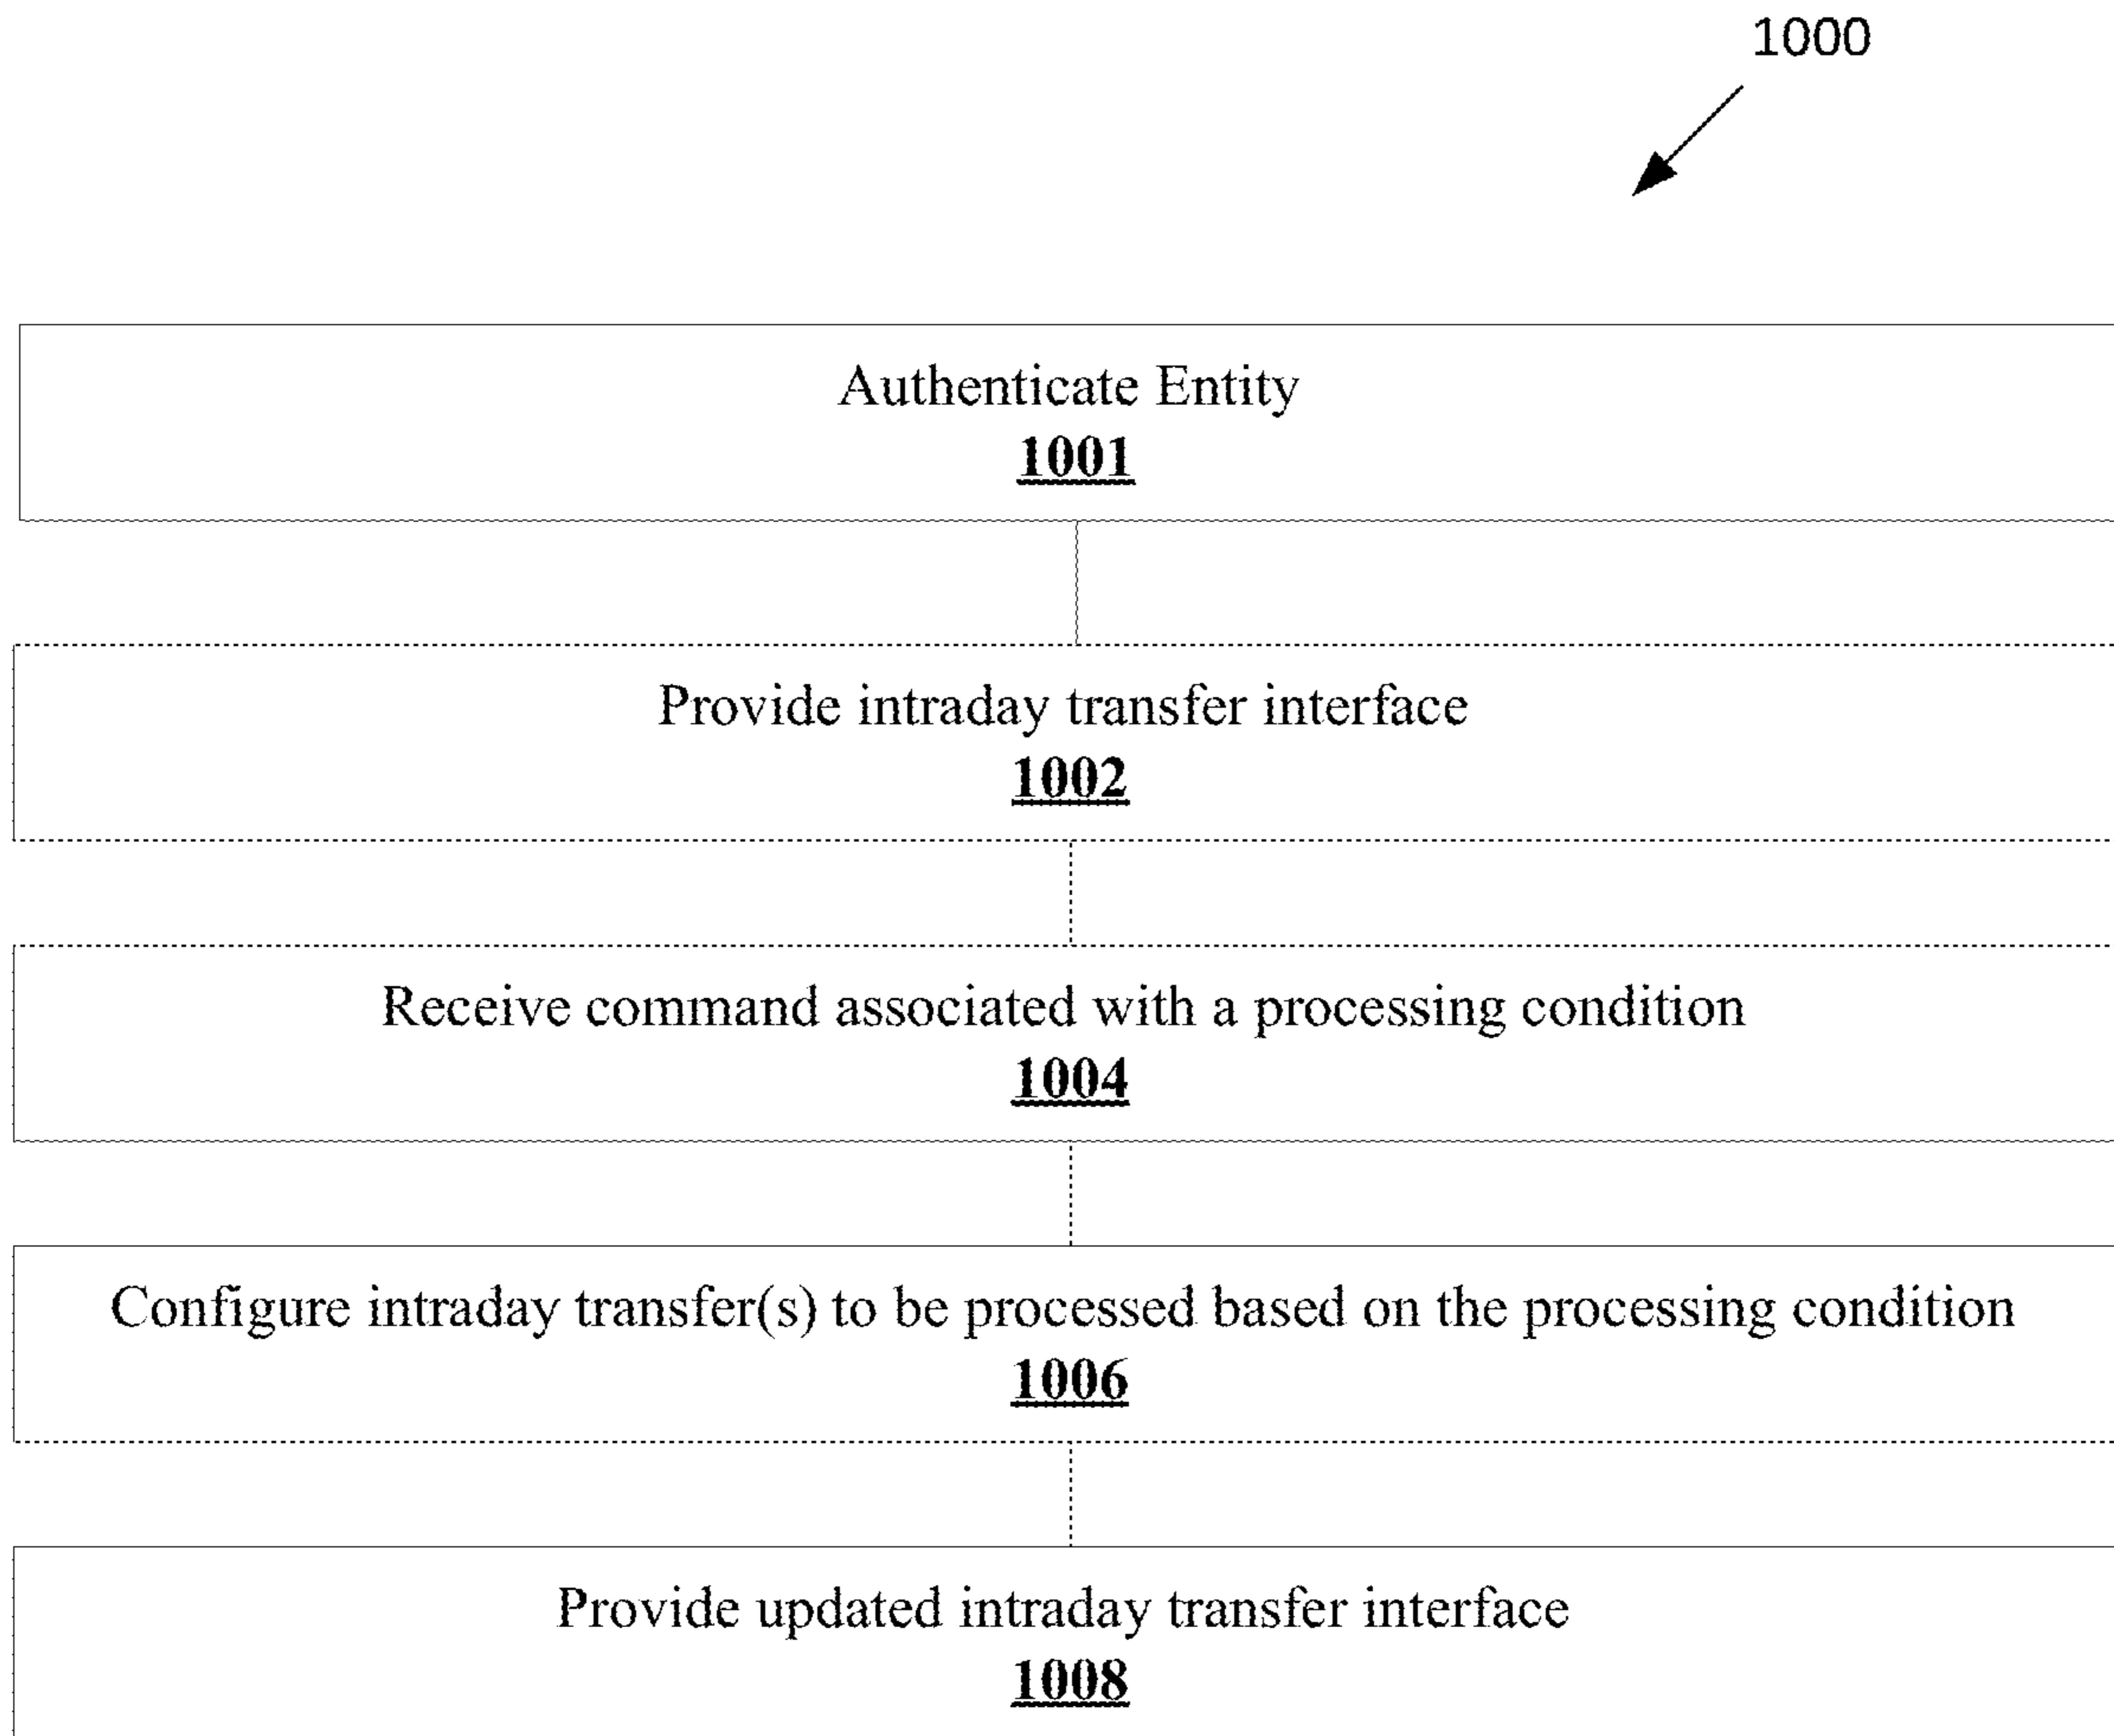 1000
Authenticate Entity
1001
Provide intraday transfer interface
1002
Receive command associated with a processing condition
1004
Configure intraday transfer(s) to be processed based on the processing condition
1006
Provide updated intraday transfer interface
1008